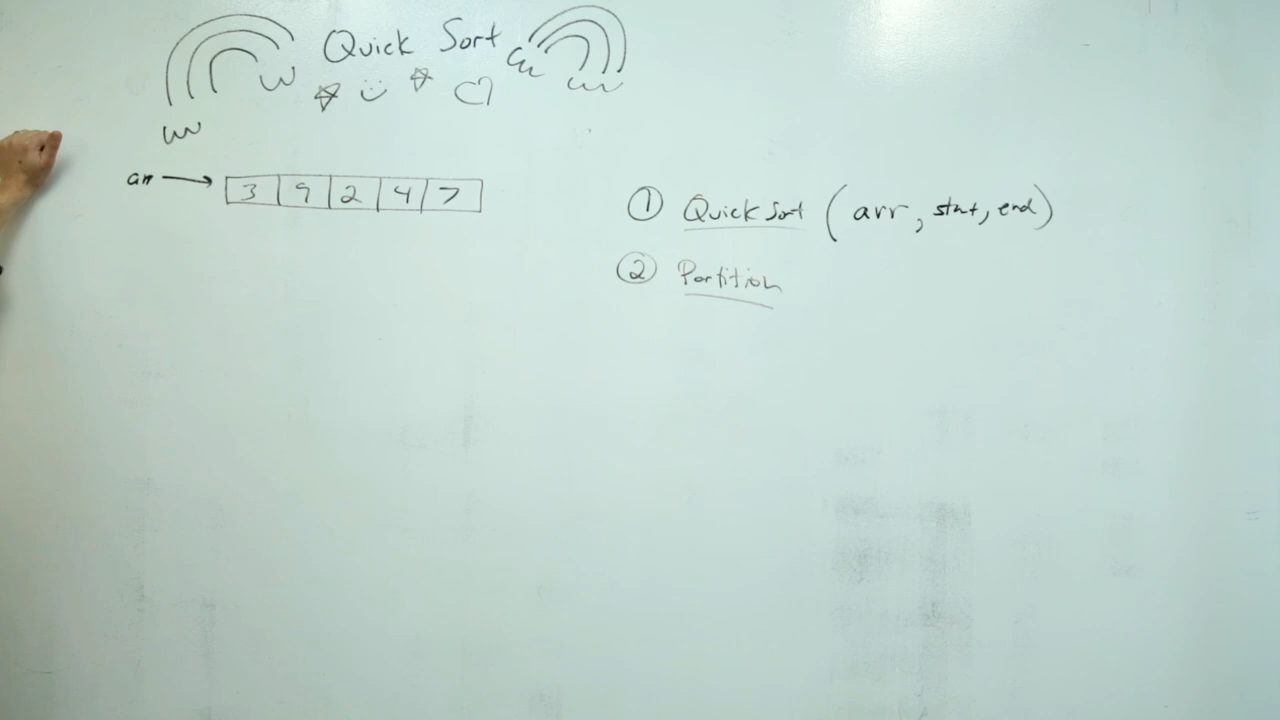 Quick Sort
arr → 3 9 2 4 7
① QuickSort (arr, start, end)
② Partition